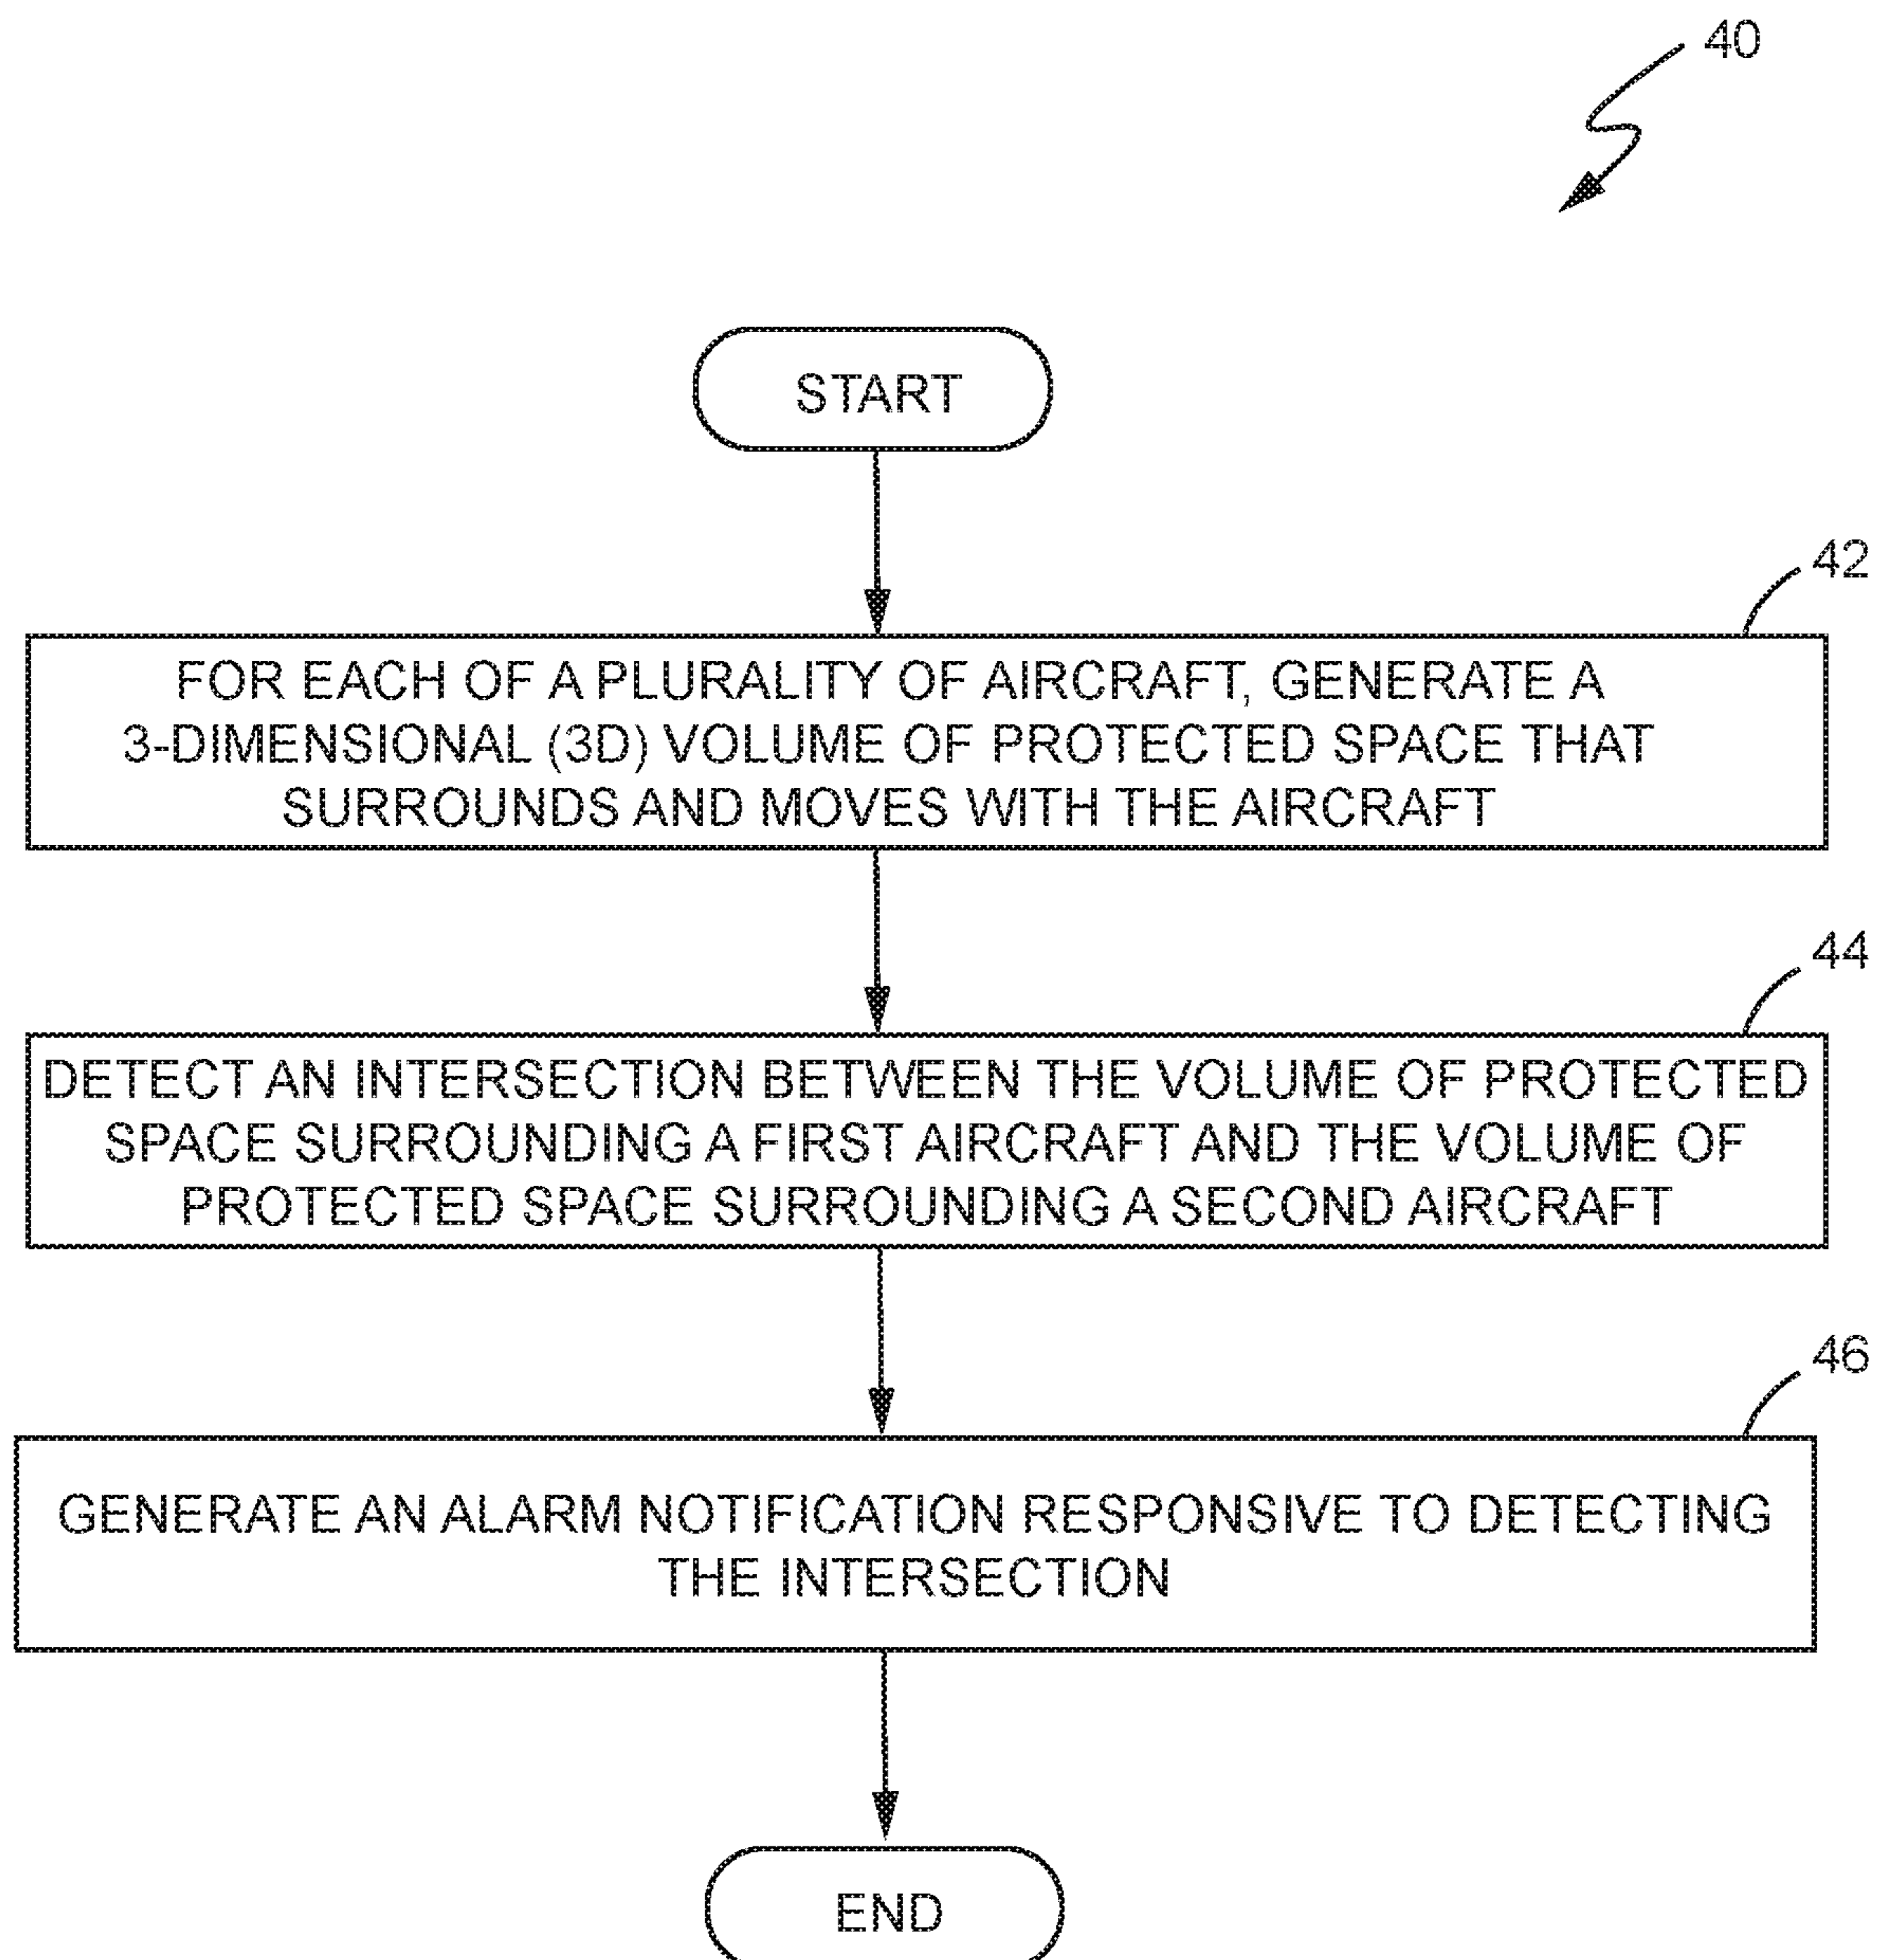 40
START
42
FOR EACH OF A PLURALITY OF AIRCRAFT, GENERATE A
3-DIMENSIONAL (3D) VOLUME OF PROTECTED SPACE THAT
SURROUNDS AND MOVES WITH THE AIRCRAFT
44
DETECT AN INTERSECTION BETWEEN THE VOLUME OF PROTECTED
SPACE SURROUNDING A FIRST AIRCRAFT AND THE VOLUME OF
PROTECTED SPACE SURROUNDING A SECOND AIRCRAFT
46
GENERATE AN ALARM NOTIFICATION RESPONSIVE TO DETECTING
THE INTERSECTION
END